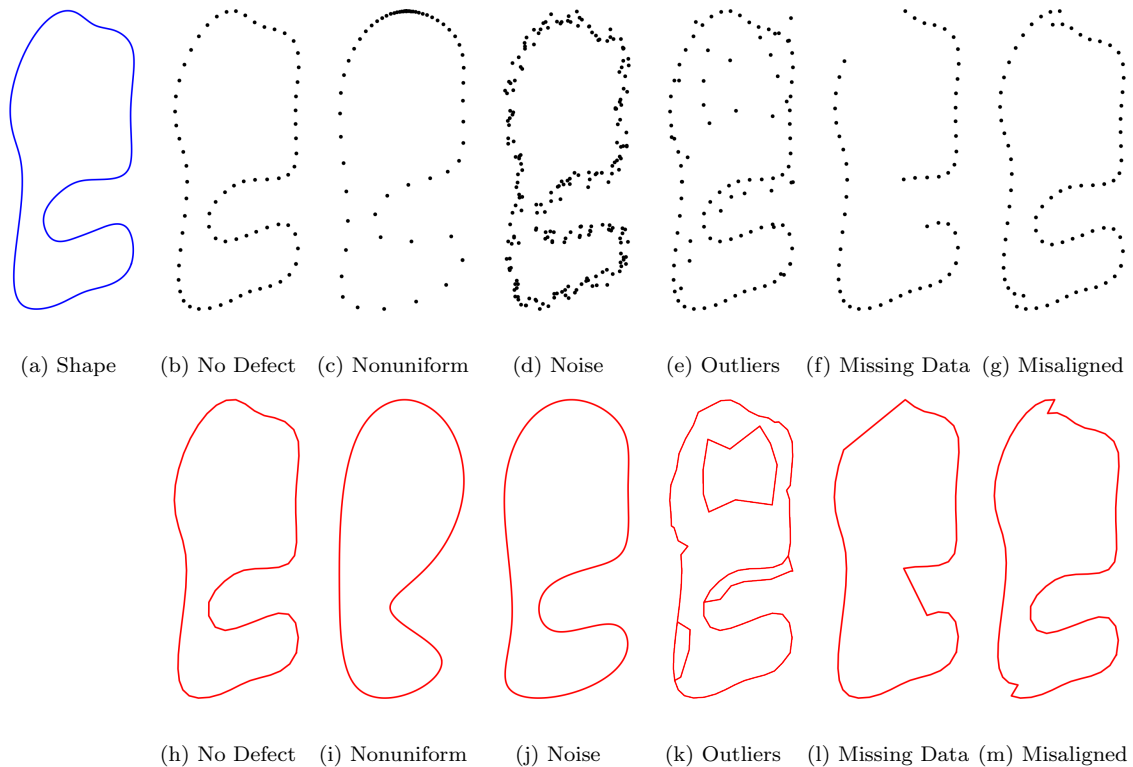 (a) Shape (b) No Defect (c) Nonuniform (d) Noise (e) Outliers (f) Missing Data (g) Misaligned
(h) No Defect (i) Nonuniform (j) Noise (k) Outliers (l) Missing Data (m) Misaligned